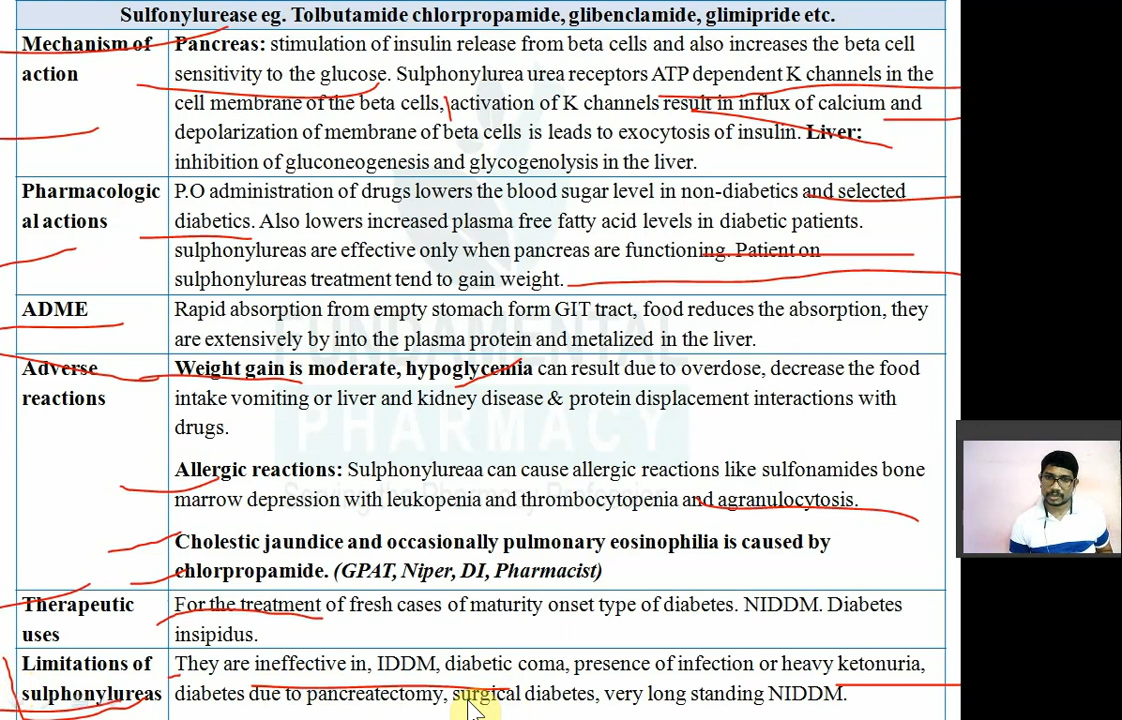 Sulfonylurease eg. Tolbutamide chlorpropamide, glibenclamide, glimipride etc.
Mechanism of
action
Pancreas: stimulation of insulin release from beta cells and also increases the beta cell
sensitivity to the glucose. Sulphonylurea urea receptors ATP dependent K channels in the
cell membrane of the beta cells, activation of K channels result in influx of calcium and
depolarization of membrane of beta cells is leads to exocytosis of insulin. Liver:
inhibition of gluconeogenesis and glycogenolysis in the liver.
Pharmacologic
al actions
P.O administration of drugs lowers the blood sugar level in non-diabetics and selected
diabetics. Also lowers increased plasma free fatty acid levels in diabetic patients.
sulphonylureas are effective only when pancreas are functioning. Patient on
sulphonylureas treatment tend to gain weight.
ADME
Rapid absorption from empty stomach form GIT tract, food reduces the absorption, they
are extensively by into the plasma protein and metalized in the liver.
Adverse
reactions
Weight gain is moderate, hypoglycemia can result due to overdose, decrease the food
intake vomiting or liver and kidney disease & protein displacement interactions with
drugs.
Allergic reactions: Sulphonylureaa can cause allergic reactions like sulfonamides bone
marrow depression with leukopenia and thrombocytopenia and agranulocytosis.
Cholestic jaundice and occasionally pulmonary eosinophilia is caused by
chlorpropamide. (GPAT, Niper, DI, Pharmacist)
Therapeutic
uses
For the treatment of fresh cases of maturity onset type of diabetes. NIDDM. Diabetes
insipidus.
Limitations of
sulphonylureas
They are ineffective in, IDDM, diabetic coma, presence of infection or heavy ketonuria,
diabetes due to pancreatectomy, surgical diabetes, very long standing NIDDM.
FUNDAMENTAL
PHARMACY